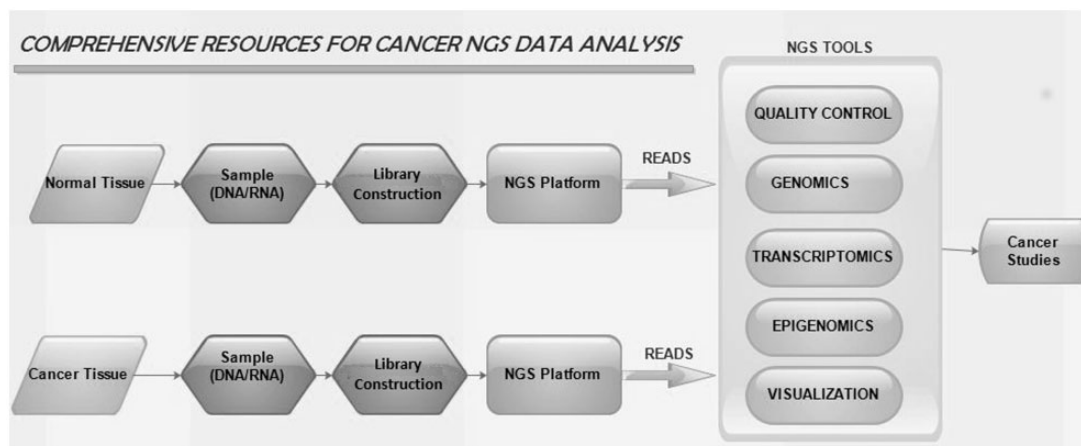 COMPREHENSIVE RESOURCES FOR CANCER NGS DATA ANALYSIS
NGS TOOLS
QUALITY CONTROL
Normal Tissue
Sample
(DNA/RNA)
Library
Construction
NGS Platform
READS
GENOMICS
TRANSCRIPTOMICS
Cancer
Studies
EPIGENOMICS
Cancer Tissue
Sample
(DNA/RNA)
Library
Construction
NGS Platform
READS
VISUALIZATION